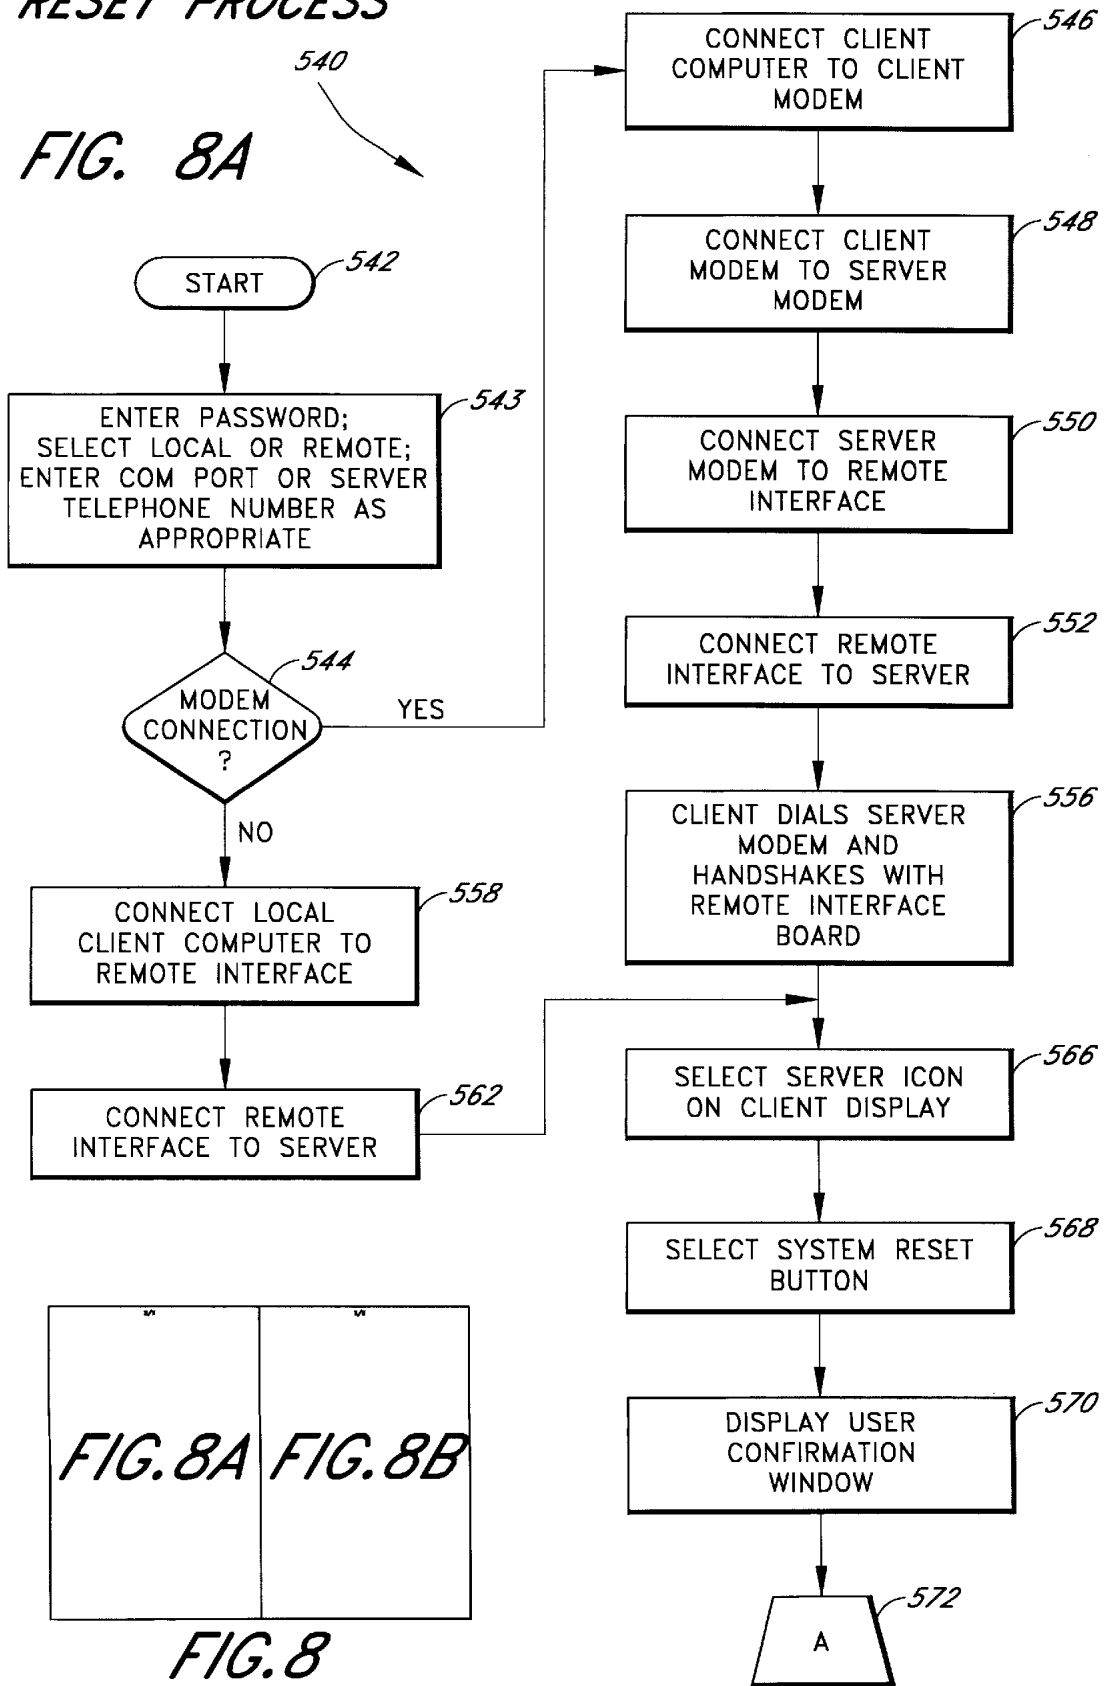 RESET PROCESS
540
FIG. 8A
START
542
ENTER PASSWORD;
SELECT LOCAL OR REMOTE;
ENTER COM PORT OR SERVER
TELEPHONE NUMBER AS
APPROPRIATE
543
MODEM
CONNECTION
?
544
YES
NO
CONNECT LOCAL
CLIENT COMPUTER TO
REMOTE INTERFACE
558
CONNECT REMOTE
INTERFACE TO SERVER
562
CONNECT CLIENT
COMPUTER TO CLIENT
MODEM
546
CONNECT CLIENT
MODEM TO SERVER
MODEM
548
CONNECT SERVER
MODEM TO REMOTE
INTERFACE
550
CONNECT REMOTE
INTERFACE TO SERVER
552
CLIENT DIALS SERVER
MODEM AND
HANDSHAKES WITH
REMOTE INTERFACE
BOARD
556
SELECT SERVER ICON
ON CLIENT DISPLAY
566
SELECT SYSTEM RESET
BUTTON
568
DISPLAY USER
CONFIRMATION
WINDOW
570
A
572
FIG.8A
FIG.8B
FIG.8